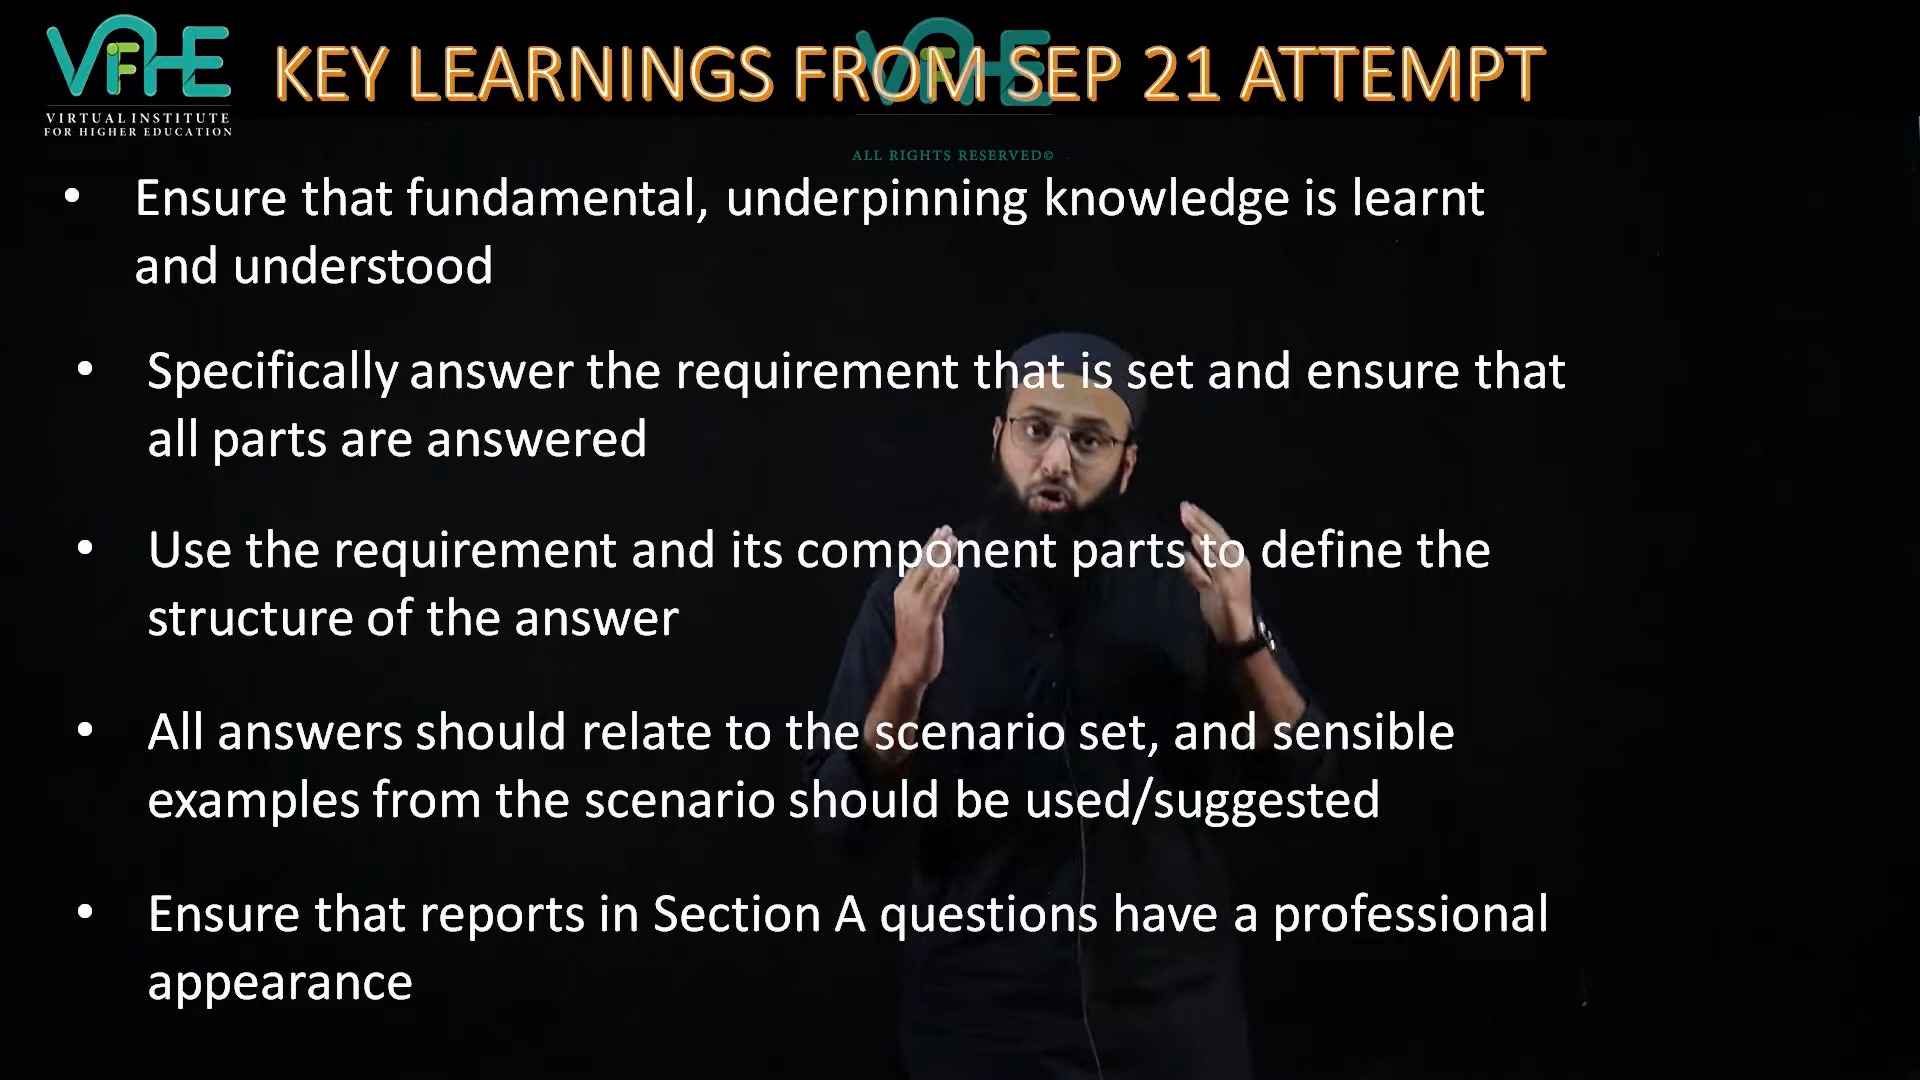 VIFHE
VIRTUAL INSTITUTE
FOR HIGHER EDUCATION
KEY LEARNINGS FROM SEP 21 ATTEMPT
ALL RIGHTS RESERVED©
• Ensure that fundamental, underpinning knowledge is learnt
and understood
• Specifically answer the requirement that is set and ensure that
all parts are answered
• Use the requirement and its component parts to define the
structure of the answer
• All answers should relate to the scenario set, and sensible
examples from the scenario should be used/suggested
• Ensure that reports in Section A questions have a professional
appearance